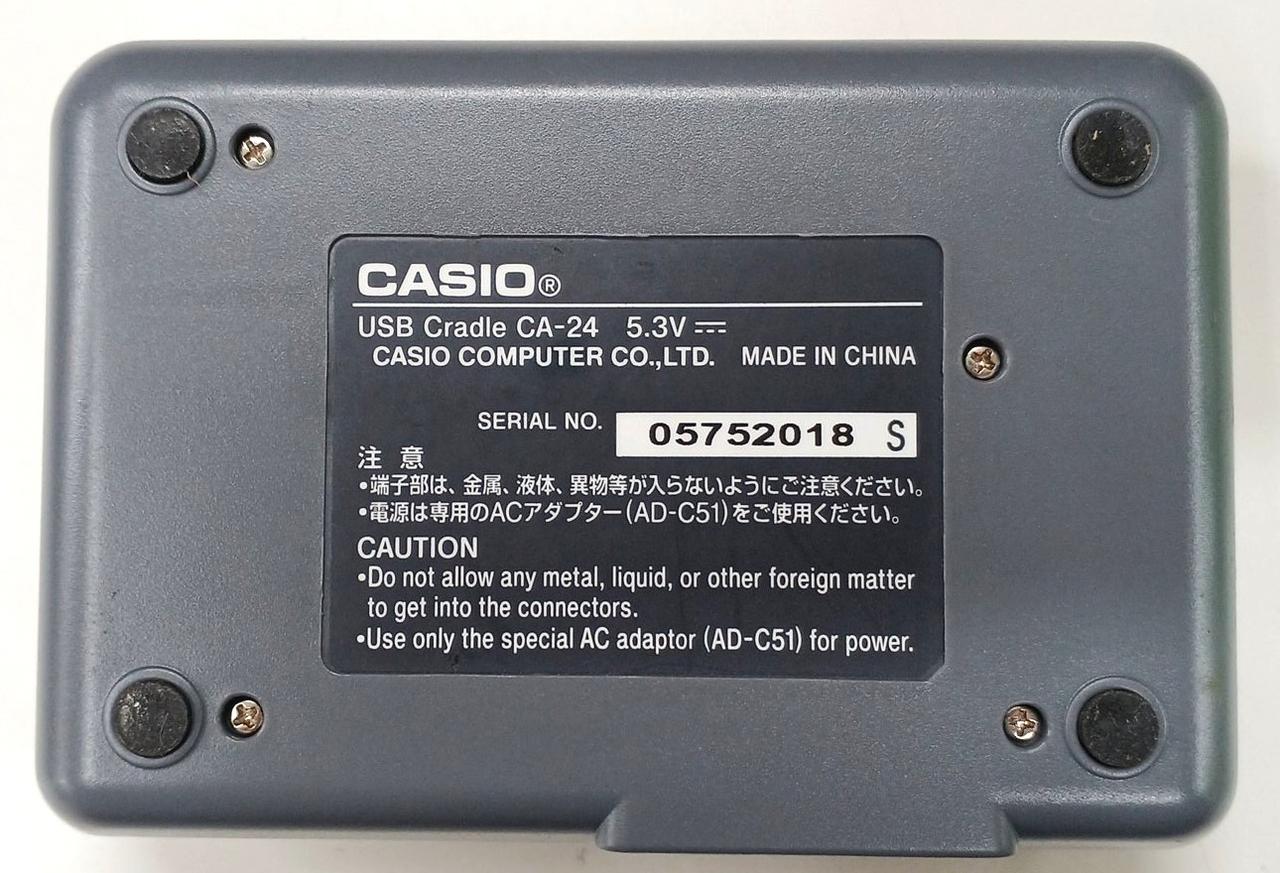 CASIO®
USB Cradle CA-24 5.3V ⎓
CASIO COMPUTER CO.,LTD. MADE IN CHINA
SERIAL NO. 05752018 S
注 意
•端子部は、金属、液体、異物等が入らないようにご注意ください。
•電源は専用のACアダプター(AD-C51)をご使用ください。
CAUTION
•Do not allow any metal, liquid, or other foreign matter
to get into the connectors.
•Use only the special AC adaptor (AD-C51) for power.